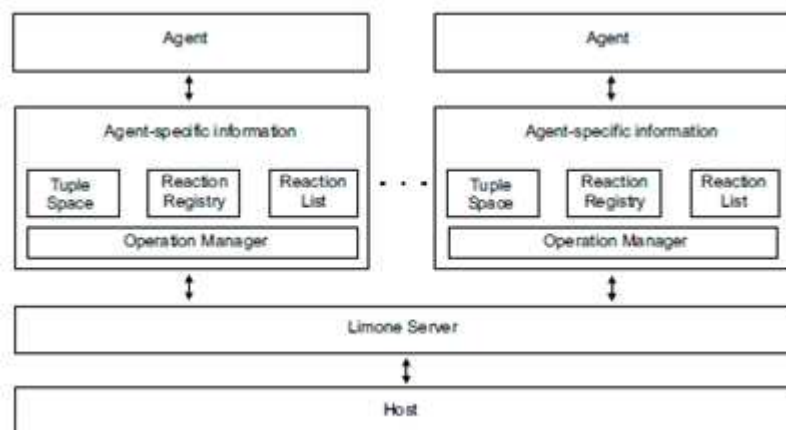 Agent
Agent
Agent-specific information
Agent-specific information
Tuple
Space
Reaction
Registry
Reaction
List
. . .
Tuple
Space
Reaction
Registry
Reaction
List
Operation Manager
Operation Manager
Limone Server
Host